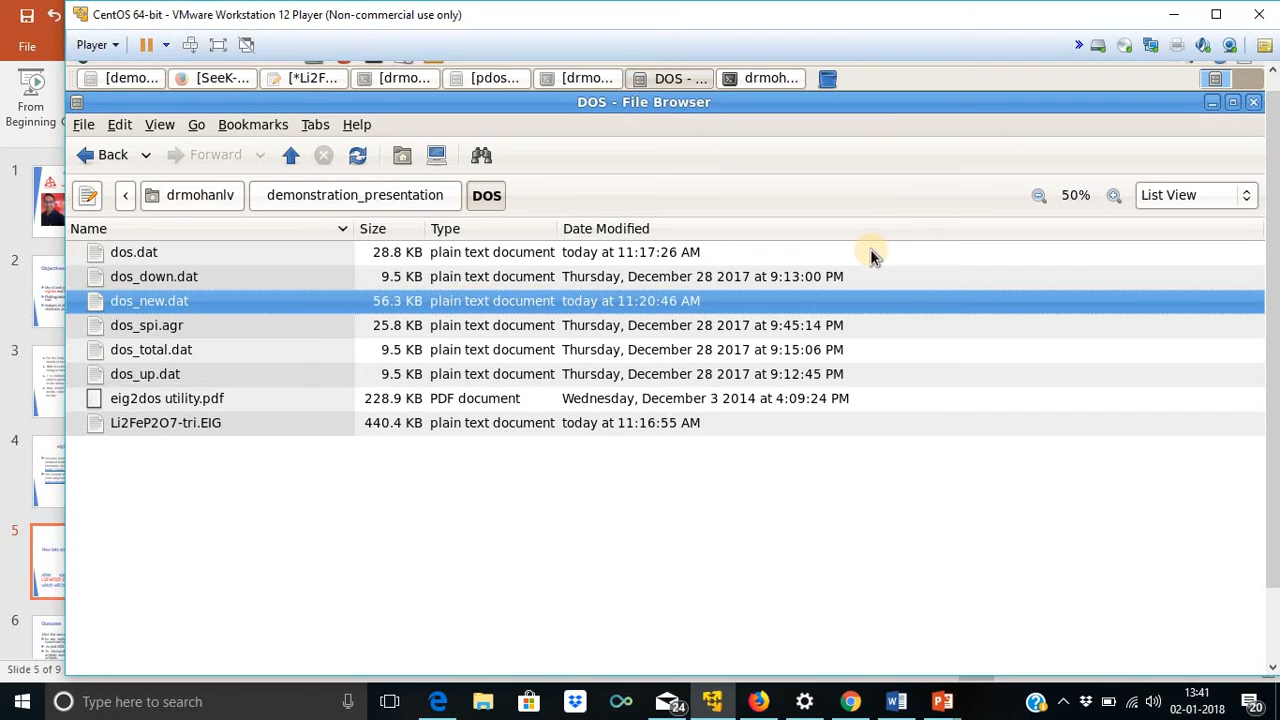 CentOS 64-bit - VMware Workstation 12 Player (Non-commercial use only)
File
Player
From
Beginning
[demo...
[SeeK-...
[*Li2F...
[drmo...
[pdos...
[drmo...
DOS - ...
drmoh...
DOS - File Browser
File Edit View Go Bookmarks Tabs Help
Back
Forward
drmohanlv
demonstration_presentation
DOS
50%
List View
Name Size Type Date Modified
dos.dat 28.8 KB plain text document today at 11:17:26 AM
dos_down.dat 9.5 KB plain text document Thursday, December 28 2017 at 9:13:00 PM
dos_new.dat 56.3 KB plain text document today at 11:20:46 AM
dos_spi.agr 25.8 KB plain text document Thursday, December 28 2017 at 9:45:14 PM
dos_total.dat 9.5 KB plain text document Thursday, December 28 2017 at 9:15:06 PM
dos_up.dat 9.5 KB plain text document Thursday, December 28 2017 at 9:12:45 PM
eig2dos utility.pdf 228.9 KB PDF document Wednesday, December 3 2014 at 4:09:24 PM
Li2FeP2O7-tri.EIG 440.4 KB plain text document today at 11:16:55 AM
1
2
3
4
5
6
Outcome
Slide 5 of 9
Type here to search
24
13:41
02-01-2018
20